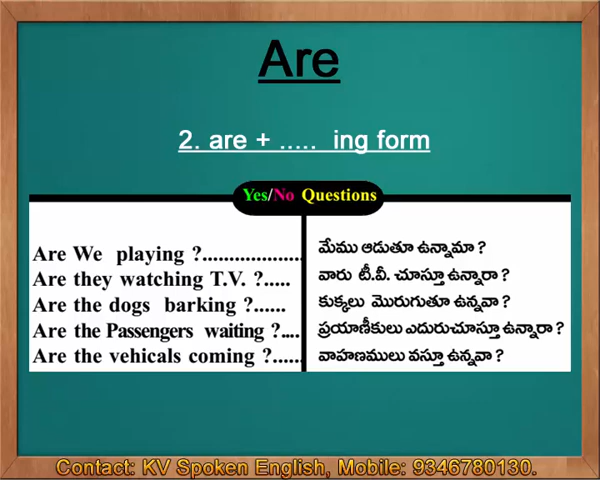 Are
2. are + ..... ing form
Yes/No Questions
Are We playing ?....................
Are they watching T.V. ?.....
Are the dogs barking ?......
Are the Passengers waiting ?....
Are the vehicals coming ?......
మేము ఆడుతూ ఉన్నామా ?
వారు టీ.వీ. చూస్తూ ఉన్నారా ?
కుక్కలు మొరుగుతూ ఉన్నవా ?
ప్రయాణీకులు ఎదురుచూస్తూ ఉన్నారా ?
వాహణములు వస్తూ ఉన్నవా ?
Contact: KV Spoken English, Mobile: 9346780130.